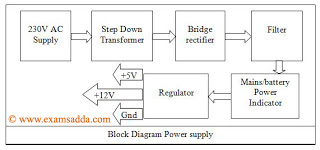 230V AC
Supply
Step Down
Transformer
Bridge
rectifier
Filter
+5V
+12V
Gnd
Regulator
Mains/battery
Power
Indicator
© www.examsadda.com
Block Diagram Power supply